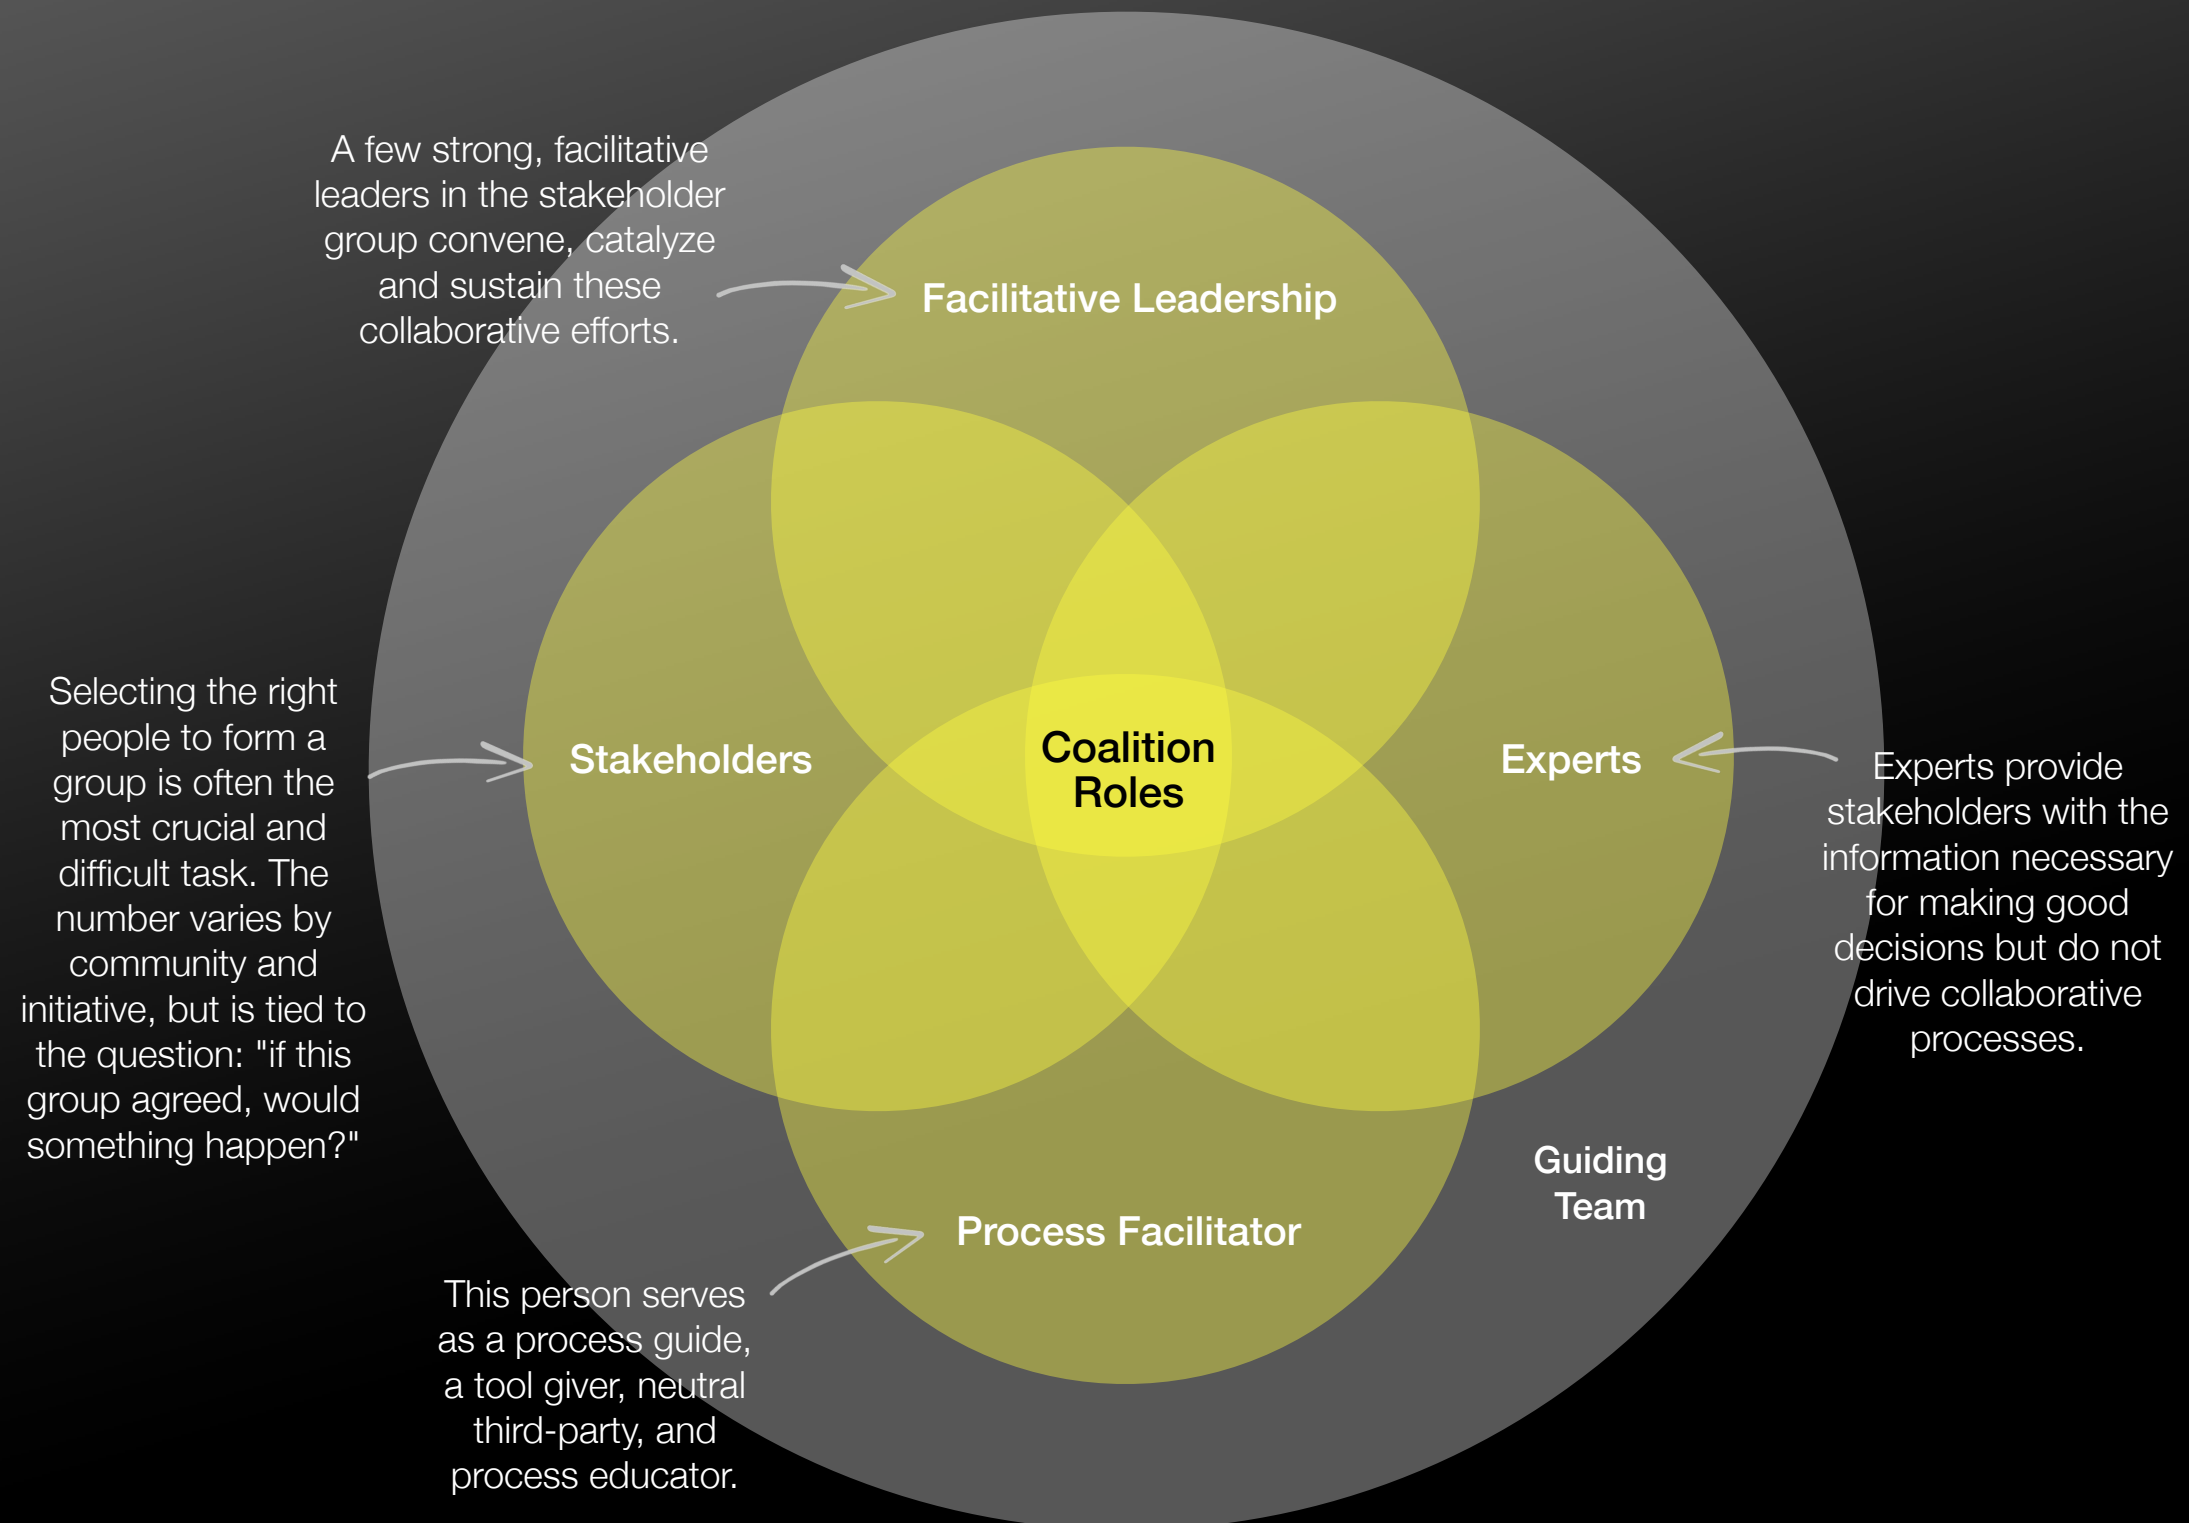 A few strong, facilitative
leaders in the stakeholder
group convene, catalyze
and sustain these
collaborative efforts.
Facilitative Leadership
Selecting the right
people to form a
group is often the
most crucial and
difficult task. The
number varies by
community and
initiative, but is tied to
the question: "if this
group agreed, would
something happen?"
Stakeholders
Coalition
Roles
Experts
Experts provide
stakeholders with the
information necessary
for making good
decisions but do not
drive collaborative
processes.
Guiding
Team
Process Facilitator
This person serves
as a process guide,
a tool giver, neutral
third-party, and
process educator.